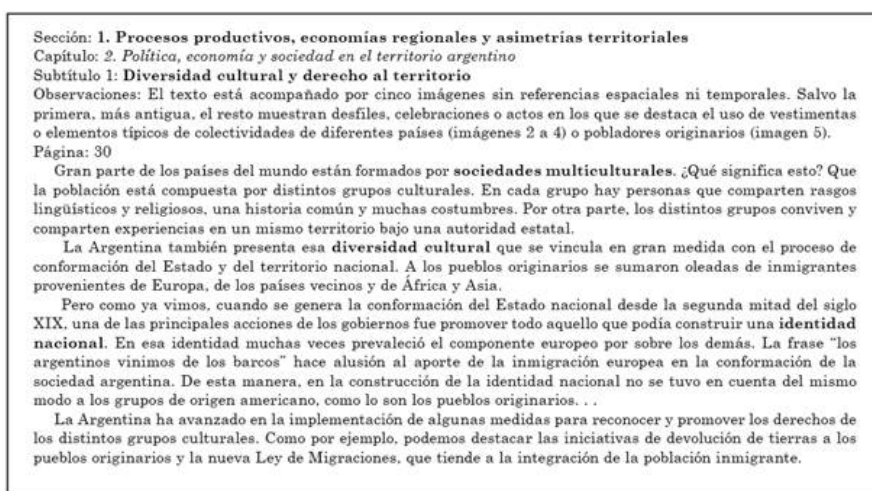 Sección: 1. Procesos productivos, economías regionales y asimetrías territoriales
Capítulo: 2. Política, economía y sociedad en el territorio argentino
Subtítulo 1: Diversidad cultural y derecho al territorio
Observaciones: El texto está acompañado por cinco imágenes sin referencias espaciales ni temporales. Salvo la
primera, más antigua, el resto muestran desfiles, celebraciones o actos en los que se destaca el uso de vestimentas
o elementos típicos de colectividades de diferentes países (imágenes 2 a 4) o pobladores originarios (imagen 5).
Página: 30
Gran parte de los países del mundo están formados por sociedades multiculturales. ¿Qué significa esto? Que
la población está compuesta por distintos grupos culturales. En cada grupo hay personas que comparten rasgos
lingüísticos y religiosos, una historia común y muchas costumbres. Por otra parte, los distintos grupos conviven y
comparten experiencias en un mismo territorio bajo una autoridad estatal.
La Argentina también presenta esa diversidad cultural que se vincula en gran medida con el proceso de
conformación del Estado y del territorio nacional. A los pueblos originarios se sumaron oleadas de inmigrantes
provenientes de Europa, de los países vecinos y de África y Asia.
Pero como ya vimos, cuando se genera la conformación del Estado nacional desde la segunda mitad del siglo
XIX, una de las principales acciones de los gobiernos fue promover todo aquello que podía construir una identidad
nacional. En esa identidad muchas veces prevaleció el componente europeo por sobre los demás. La frase "los
argentinos vinimos de los barcos" hace alusión al aporte de la inmigración europea en la conformación de la
sociedad argentina. De esta manera, en la construcción de la identidad nacional no se tuvo en cuenta del mismo
modo a los grupos de origen americano, como lo son los pueblos originarios. . .
La Argentina ha avanzado en la implementación de algunas medidas para reconocer y promover los derechos de
los distintos grupos culturales. Como por ejemplo, podemos destacar las iniciativas de devolución de tierras a los
pueblos originarios y la nueva Ley de Migraciones, que tiende a la integración de la población inmigrante.